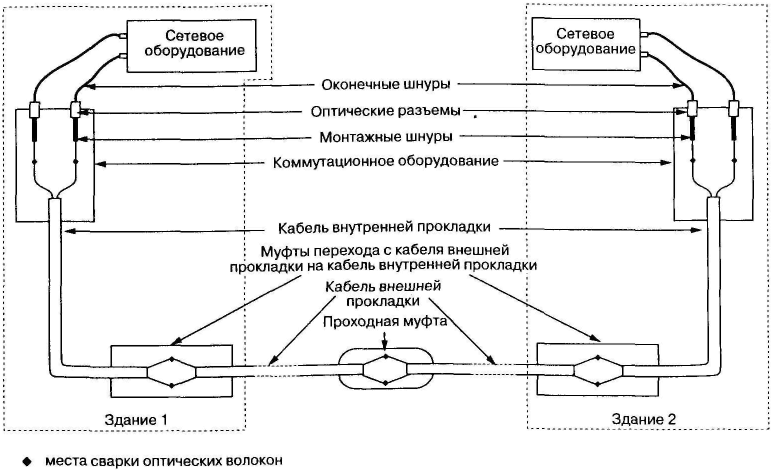 Сетевое
оборудование
Сетевое
оборудование
Оконечные шнуры
Оптические разъемы
Монтажные шнуры
Коммутационное оборудование
Кабель внутренней прокладки
Муфты перехода с кабеля внешней
прокладки на кабель внутренней прокладки
Кабель внешней
прокладки
Проходная муфта
Здание 1
Здание 2
места сварки оптических волокон